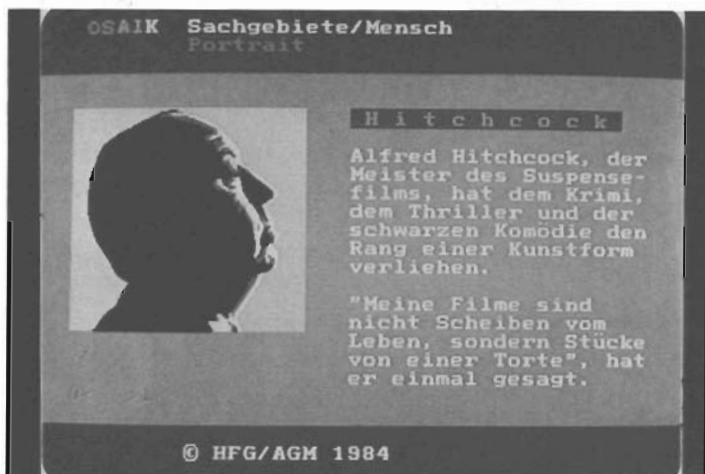 OSAIK Sachgebiete/Mensch
Portrait
Hitchcock
Alfred Hitchcock, der
Meister des Suspense-
films, hat dem Krimi,
dem Thriller und der
schwarzen Komödie den
Rang einer Kunstform
verliehen.
"Meine Filme sind
nicht Scheiben vom
Leben, sondern Stücke
von einer Torte", hat
er einmal gesagt.
© HFG/AGM 1984